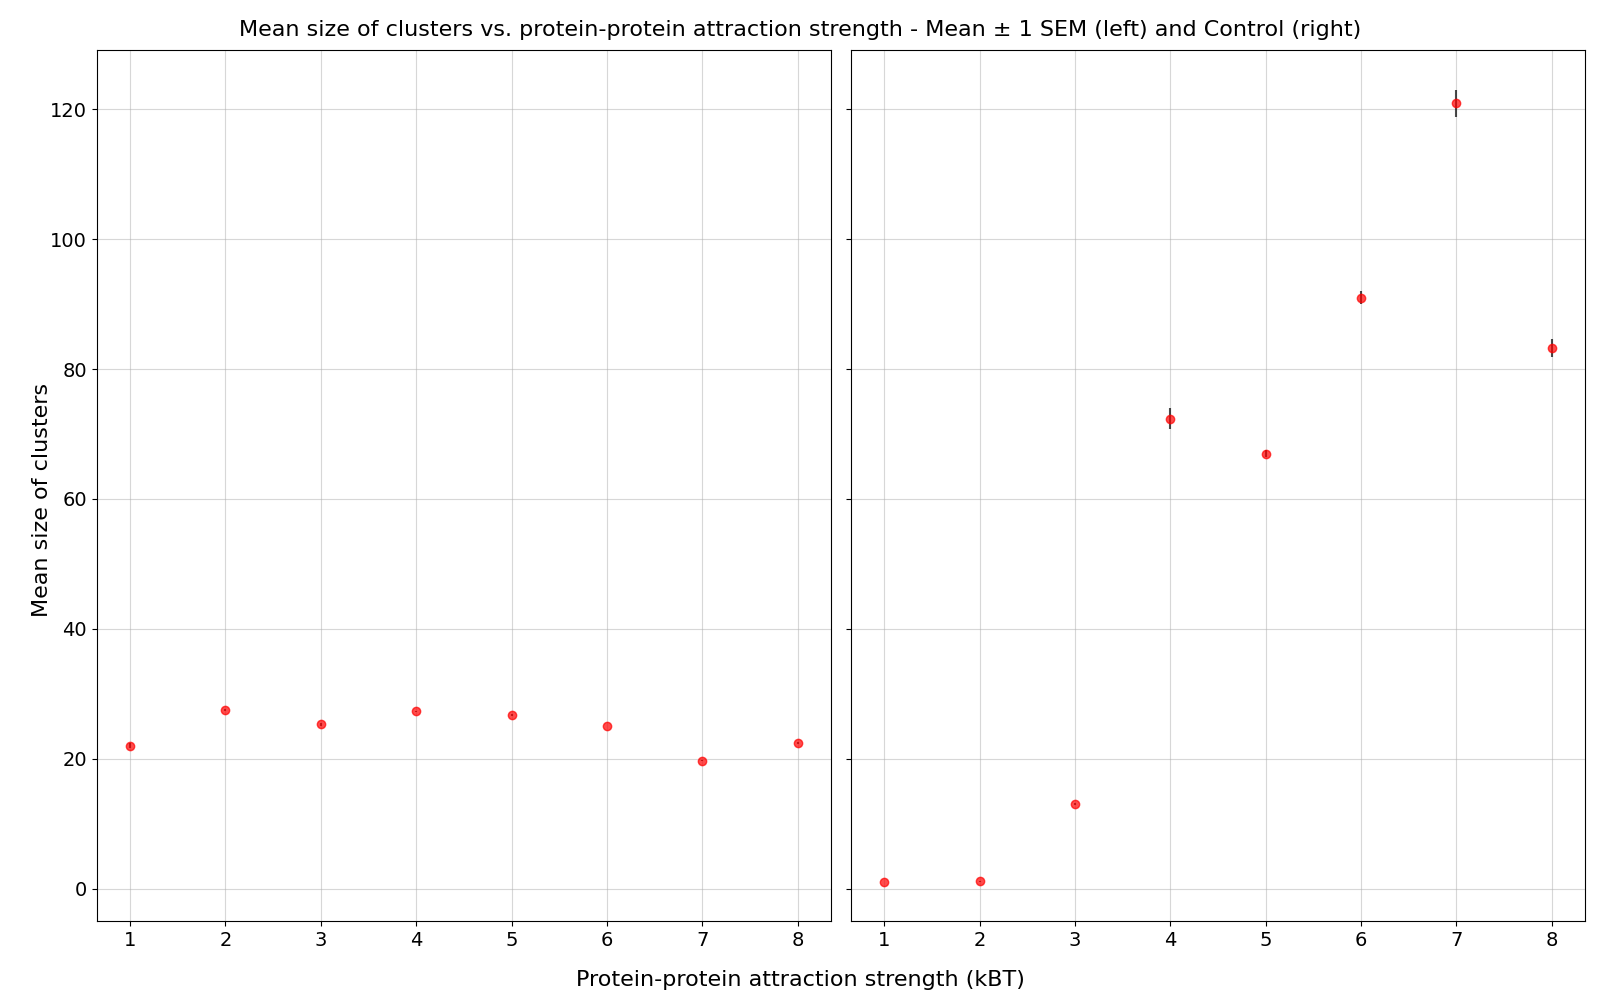 Mean size of clusters vs. protein-protein attraction strength - Mean ± 1 SEM (left) and Control (right)
120
100
80
60
40
20
0
Mean size of clusters
1 2 3 4 5 6 7 8
1 2 3 4 5 6 7 8
Protein-protein attraction strength (kBT)